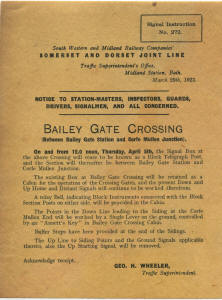 Signal Instruction
No. 273.
South Western and Midland Railway Companies'
SOMERSET AND DORSET JOINT LINE
Traffic Superintendent's Office,
Midland Station, Bath.
March 28th, 1922.
NOTICE TO STATION-MASTERS, INSPECTORS, GUARDS,
DRIVERS, SIGNALMEN, AND ALL CONCERNED.
BAILEY GATE CROSSING
(Between Bailey Gate Station and Corfe Mullen Junction).
On and from 12.0 noon, Thursday, April 5th, the Signal Box at
the above Crossing will cease to be known as a Block Telegraph Post,
and the Section will thereafter be between Bailey Gate Station and
Corfe Mullen Junction.
The existing Box at Bailey Gate Crossing will be retained as a
Cabin for the operation of the Crossing Gates, and the present Down and
Up Home and Distant Signals will continue to be worked therefrom.
A relay Bell, indicating Block Instruments connected with the Block
Section Posts on either side, will be provided in the Cabin.
The Points in the Down Line leading to the Siding at the Corfe
Mullen End will be worked by a Single Lever on the ground, controlled
by an "Annett's Key" in Bailey Gate Crossing Cabin.
Buffer Stops have been provided at the end of the Sidings.
The Up Line to Siding Points and the Ground Signals applicable
thereto, also the Up Starting Signal, will be removed.
Acknowledge receipt.
GEO. H. WHEELER,
Traffic Superintendent.